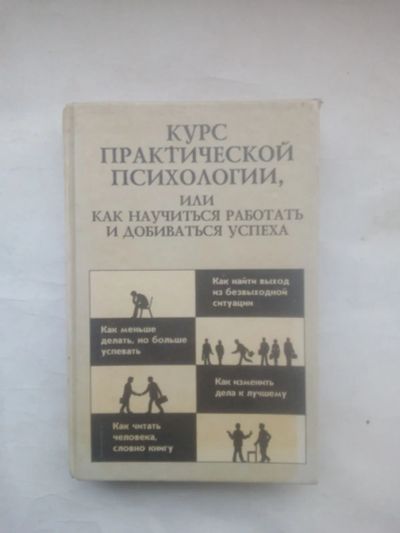 КУРС
ПРАКТИЧЕСКОЙ
ПСИХОЛОГИИ,
ИЛИ
КАК НАУЧИТЬСЯ РАБОТАТЬ
И ДОБИВАТЬСЯ УСПЕХА
Как найти выход
из безвыходной
ситуации
Как меньше
делать, но больше
успевать
Как изменить
дела к лучшему
Как читать
человека,
словно книгу